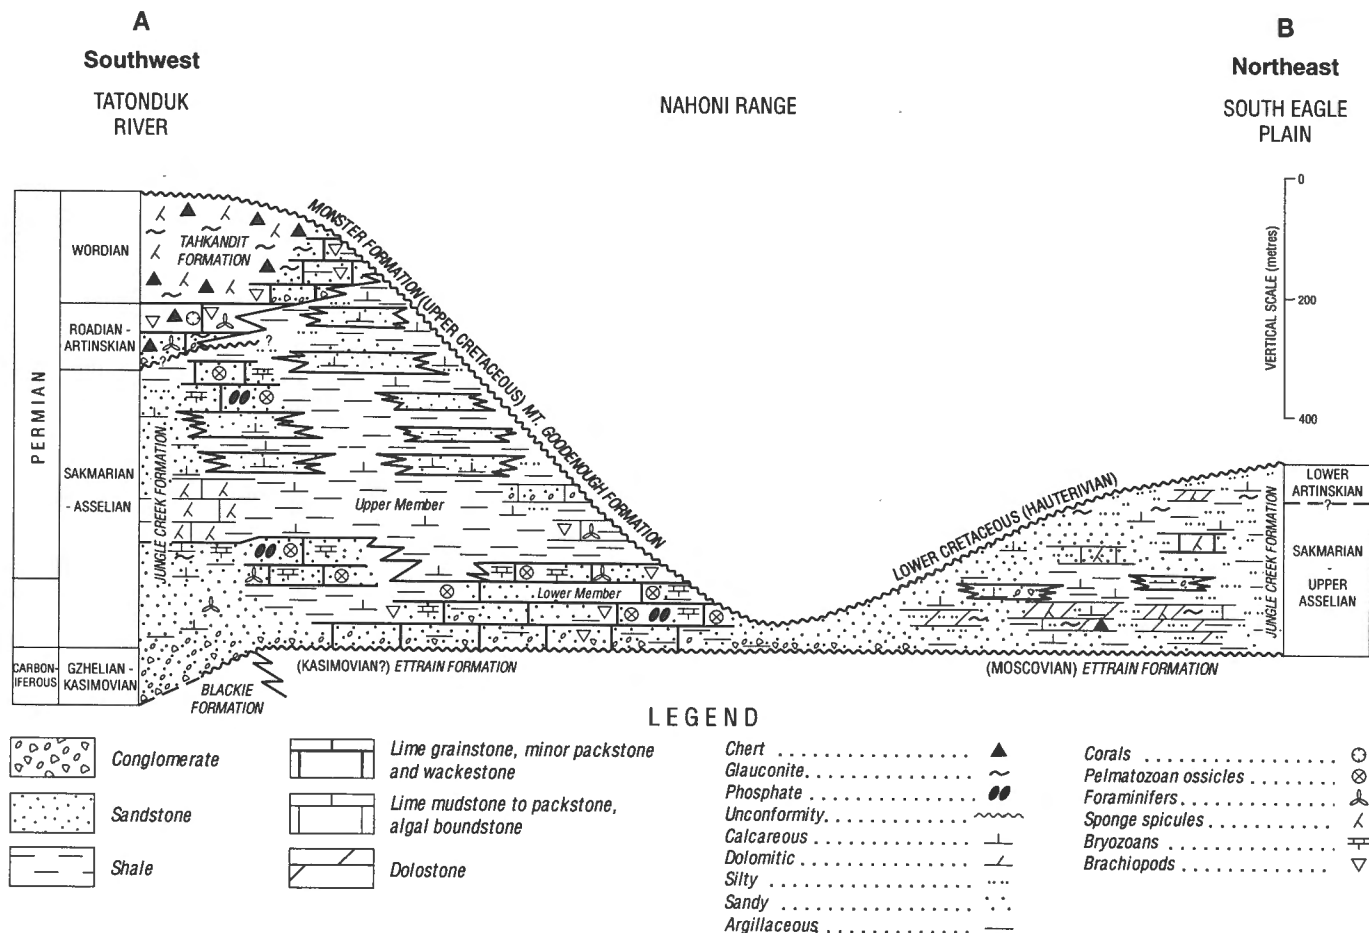 A
Southwest
TATONDUK
RIVER
NAHONI RANGE
B
Northeast
SOUTH EAGLE
PLAIN
0
200
400
VERTICAL SCALE (metres)
PERMIAN
CARBON-
IFEROUS
WORDIAN
ROADIAN -
ARTINSKIAN
SAKMARIAN
- ASSELIAN
GZHELIAN -
KASIMOVIAN
TAHKANDIT
FORMATION
MONSTER FORMATION (UPPER CRETACEOUS) MT. GOODENOUGH FORMATION
?
?
JUNGLE CREEK FORMATION
Upper Member
Lower Member
LOWER CRETACEOUS (HAUTERIVIAN)
JUNGLE CREEK FORMATION
LOWER
ARTINSKIAN
?
SAKMARIAN
-
UPPER
ASSELIAN
BLACKIE
FORMATION
(KASIMOVIAN?) ETTRAIN FORMATION
(MOSCOVIAN) ETTRAIN FORMATION
LEGEND
Conglomerate
Sandstone
Shale
Lime grainstone, minor packstone
and wackestone
Lime mudstone to packstone,
algal boundstone
Dolostone
Chert
Glauconite
Phosphate
Unconformity
Calcareous
Dolomitic
Silty
Sandy
Argillaceous
Corals
Pelmatozoan ossicles
Foraminifers
Sponge spicules
Bryozoans
Brachiopods